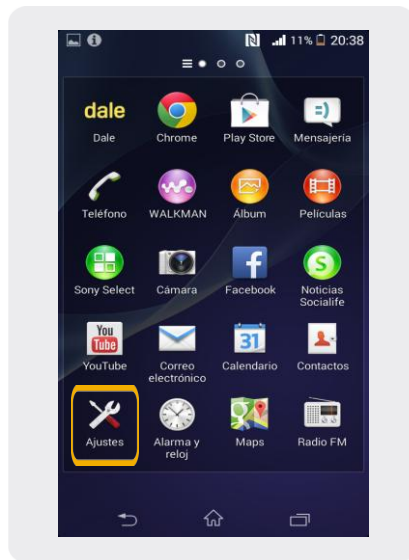 11% 20:38
dale
=)
Dale Chrome Play Store Mensajería
Teléfono WALKMAN Álbum Películas
Sony Select Cámara Facebook Noticias
Socialife
You
Tube
31
YouTube Correo Calendario Contactos
electrónico
Ajustes Alarma y Maps Radio FM
reloj